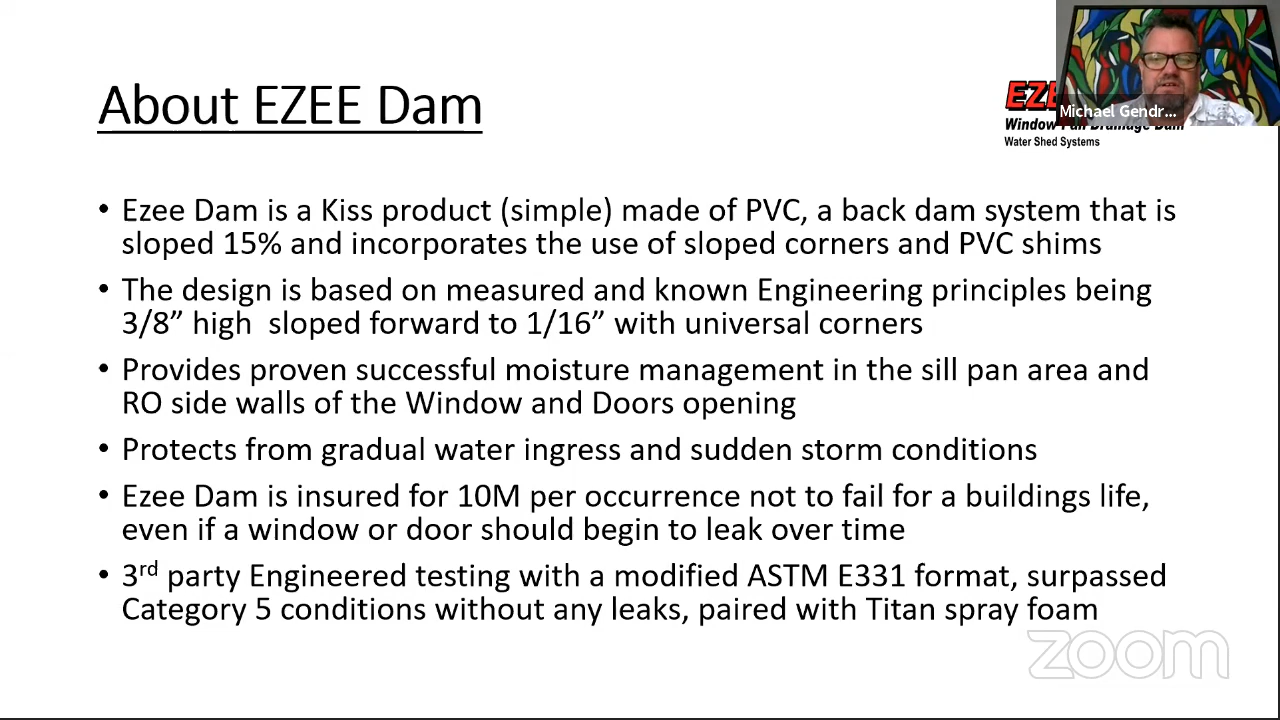 About EZEE Dam
EZE
Michael Gendr...
Window Pan Drainage Dam
Water Shed Systems
• Ezee Dam is a Kiss product (simple) made of PVC, a back dam system that is
sloped 15% and incorporates the use of sloped corners and PVC shims
• The design is based on measured and known Engineering principles being
3/8” high sloped forward to 1/16” with universal corners
• Provides proven successful moisture management in the sill pan area and
RO side walls of the Window and Doors opening
• Protects from gradual water ingress and sudden storm conditions
• Ezee Dam is insured for 10M per occurrence not to fail for a buildings life,
even if a window or door should begin to leak over time
• 3rd party Engineered testing with a modified ASTM E331 format, surpassed
Category 5 conditions without any leaks, paired with Titan spray foam
zoom